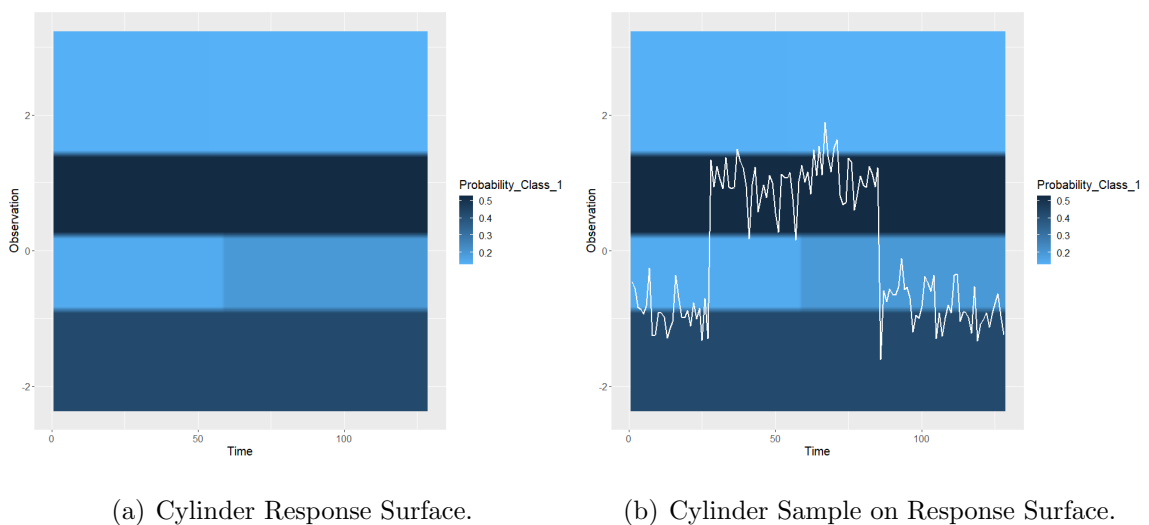 2
0
-2
Observation
0
50
100
Time
Probability_Class_1
0.5
0.4
0.3
0.2
(a) Cylinder Response Surface.
2
0
-2
Observation
0
50
100
Time
Probability_Class_1
0.5
0.4
0.3
0.2
(b) Cylinder Sample on Response Surface.